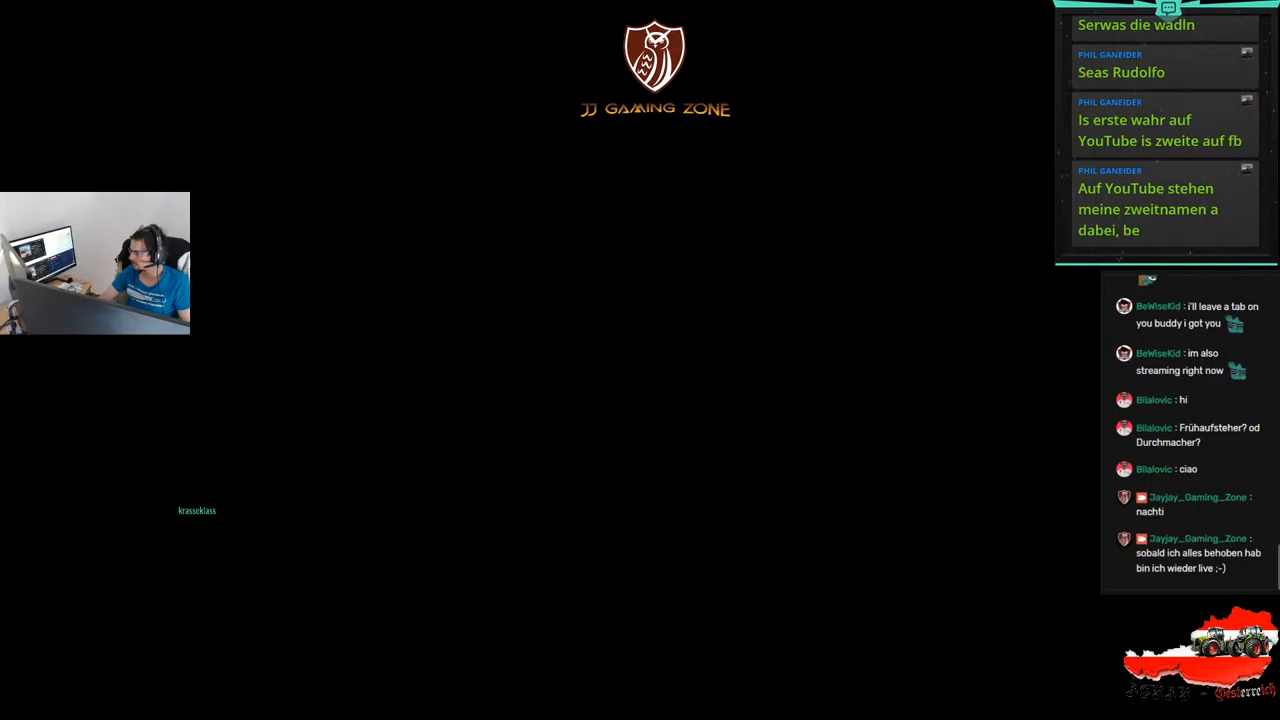 JJ GAMING ZONE
Serwas die wadln
PHIL GANEIDER
Seas Rudolfo
PHIL GANEIDER
Is erste wahr auf
YouTube is zweite auf fb
PHIL GANEIDER
Auf YouTube stehen
meine zweitnamen a
dabei, be
BeWiseKid : i'll leave a tab on
you buddy i got you
BeWiseKid : im also
streaming right now
Bilalovic : hi
Bilalovic : Frühaufsteher? od
Durchmacher?
Bilalovic : ciao
Jayjay_Gaming_Zone :
nachti
Jayjay_Gaming_Zone :
sobald ich alles behoben hab
bin ich wieder live ;-)
krasseklass
Oesterreich